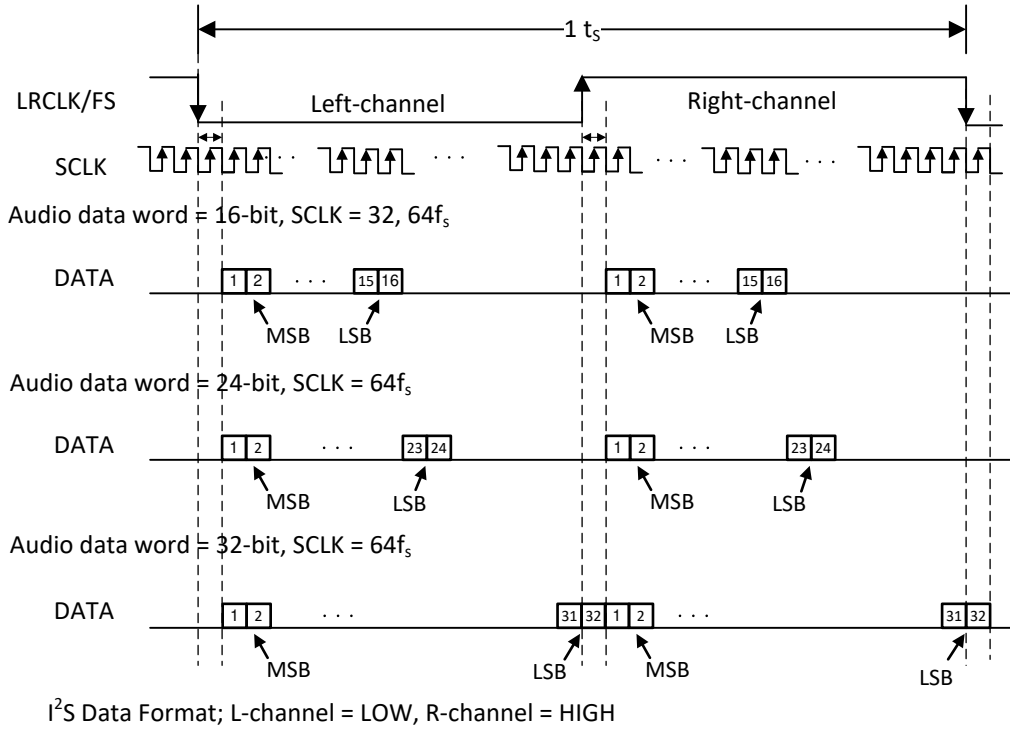 1 tS
LRCLK/FS
Left-channel
Right-channel
SCLK
. . .
. . .
. . .
. . .
Audio data word = 16-bit, SCLK = 32, 64fs
DATA
1 2 . . . 15 16 1 2 . . . 15 16
MSB LSB MSB LSB
Audio data word = 24-bit, SCLK = 64fs
DATA
1 2 . . . 23 24 1 2 . . . 23 24
MSB LSB MSB LSB
Audio data word = 32-bit, SCLK = 64fs
DATA
1 2 . . . 31 32 1 2 . . . 31 32
MSB LSB MSB LSB
I²S Data Format; L-channel = LOW, R-channel = HIGH